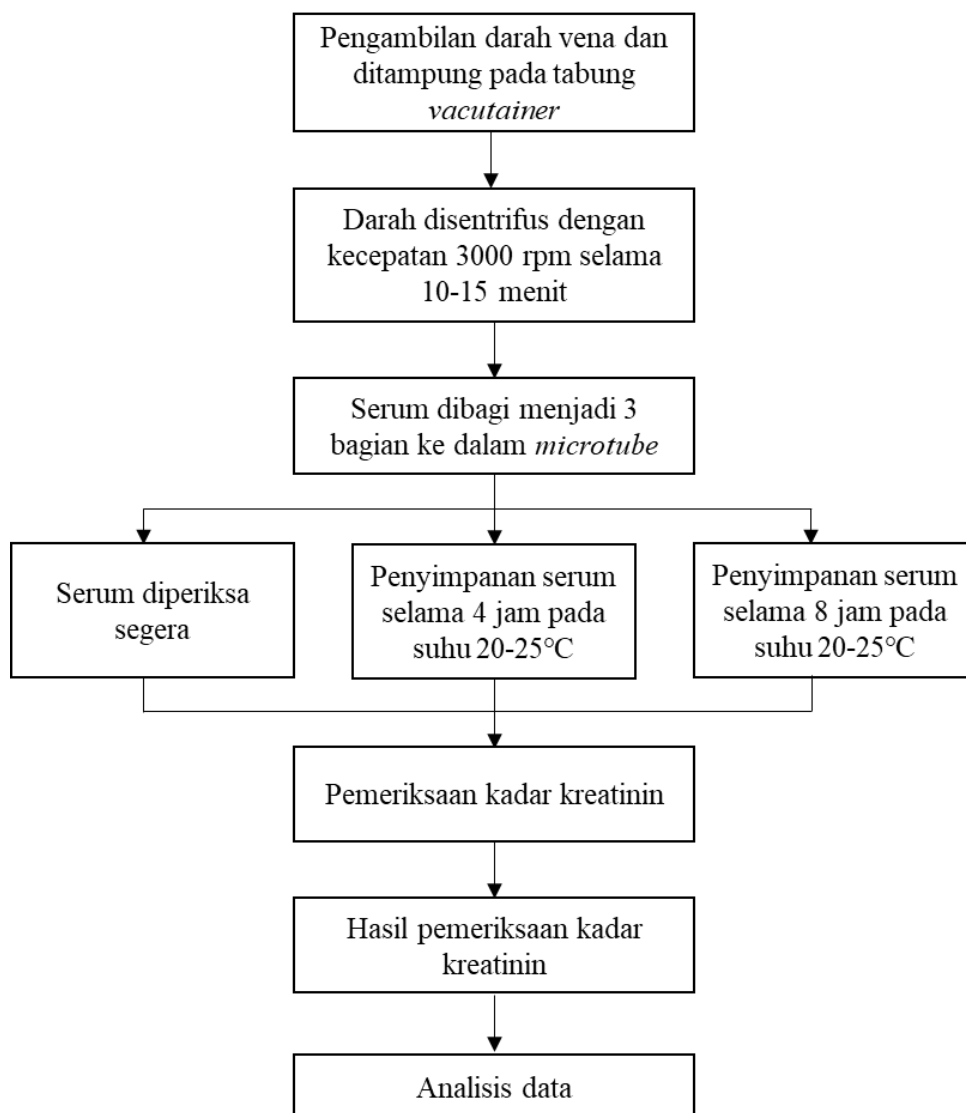 Pengambilan darah vena dan
ditampung pada tabung
vacutainer
Darah disentrifus dengan
kecepatan 3000 rpm selama
10-15 menit
Serum dibagi menjadi 3
bagian ke dalam microtube
Serum diperiksa
segera
Penyimpanan serum
selama 4 jam pada
suhu 20-25°C
Penyimpanan serum
selama 8 jam pada
suhu 20-25°C
Pemeriksaan kadar kreatinin
Hasil pemeriksaan kadar
kreatinin
Analisis data